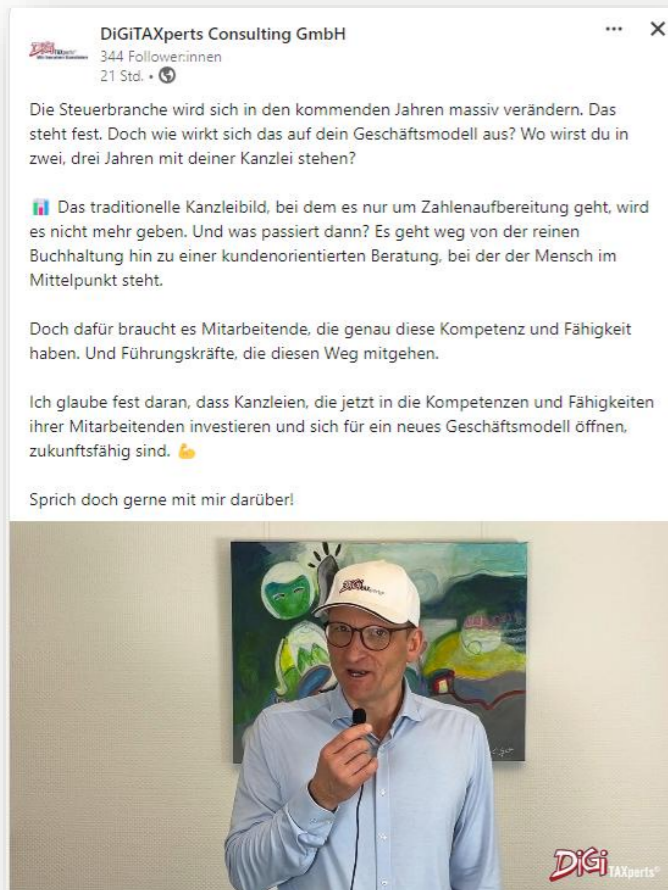 DiGiTAXperts Consulting GmbH
344 Follower:innen
21 Std. •
Die Steuerbranche wird sich in den kommenden Jahren massiv verändern. Das
steht fest. Doch wie wirkt sich das auf dein Geschäftsmodell aus? Wo wirst du in
zwei, drei Jahren mit deiner Kanzlei stehen?
📊 Das traditionelle Kanzleibild, bei dem es nur um Zahlenaufbereitung geht, wird
es nicht mehr geben. Und was passiert dann? Es geht weg von der reinen
Buchhaltung hin zu einer kundenorientierten Beratung, bei der der Mensch im
Mittelpunkt steht.
Doch dafür braucht es Mitarbeitende, die genau diese Kompetenz und Fähigkeit
haben. Und Führungskräfte, die diesen Weg mitgehen.
Ich glaube fest daran, dass Kanzleien, die jetzt in die Kompetenzen und Fähigkeiten
ihrer Mitarbeitenden investieren und sich für ein neues Geschäftsmodell öffnen,
zukunftsfähig sind. 💪
Sprich doch gerne mit mir darüber!
DiGi
DiGi TAXperts®